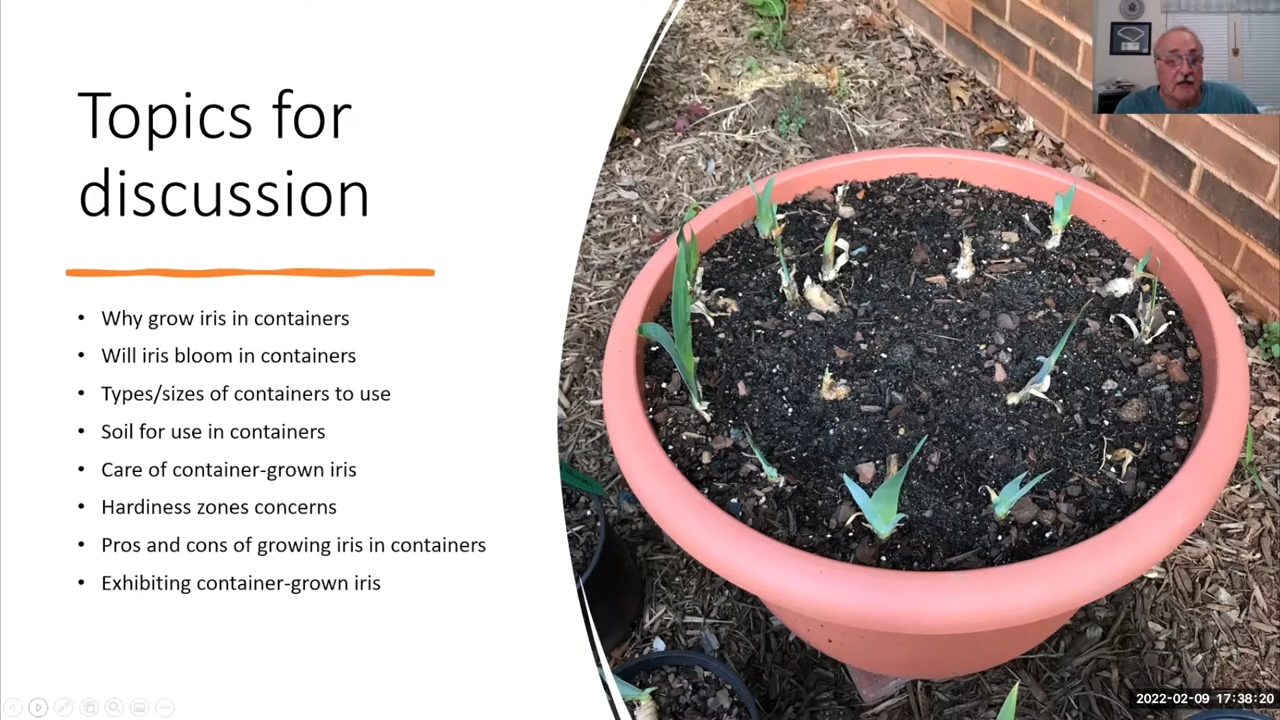 Topics for
discussion
• Why grow iris in containers
• Will iris bloom in containers
• Types/sizes of containers to use
• Soil for use in containers
• Care of container-grown iris
• Hardiness zones concerns
• Pros and cons of growing iris in containers
• Exhibiting container-grown iris
2022-02-09 17:38:20